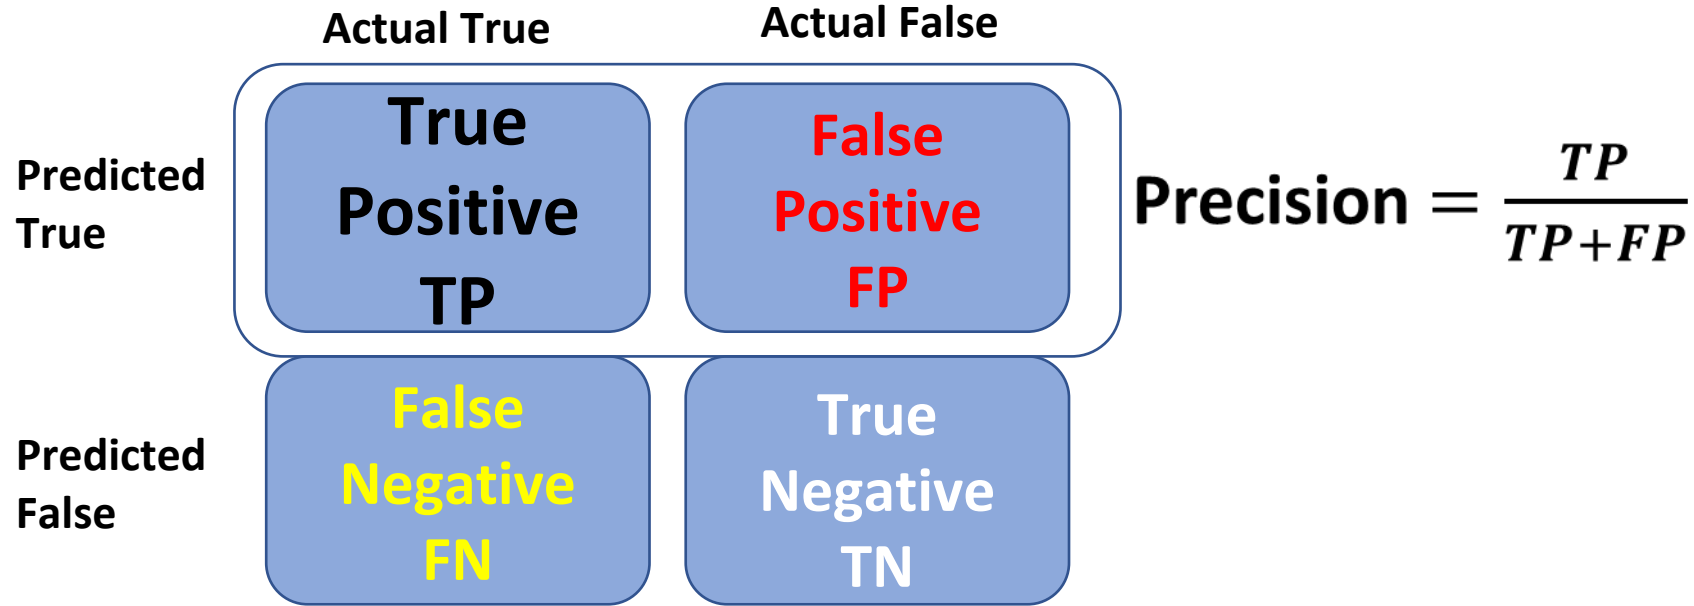 Actual True
Actual False
Predicted
True
True
Positive
TP
False
Positive
FP
Precision = TP / TP+FP
Predicted
False
False
Negative
FN
True
Negative
TN